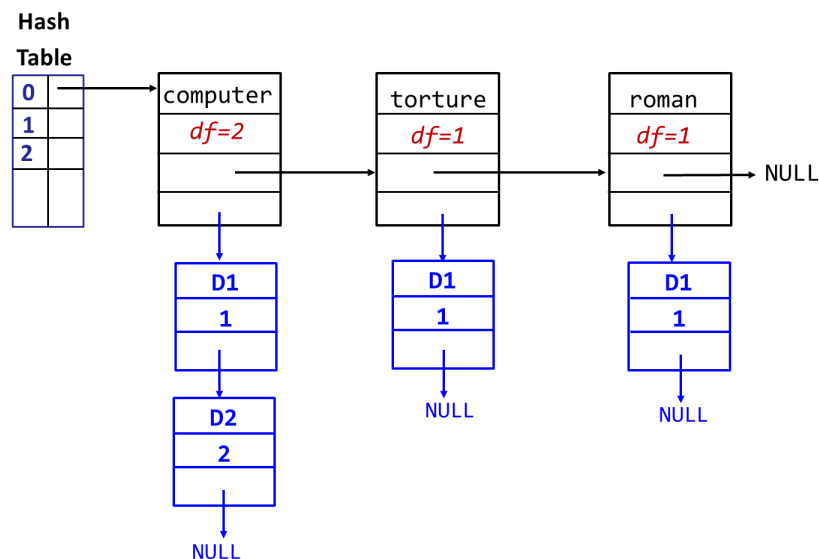 Hash
Table
0
1
2
computer
df=2
torture
df=1
roman
df=1
NULL
D1
1
D2
2
NULL
D1
1
NULL
D1
1
NULL